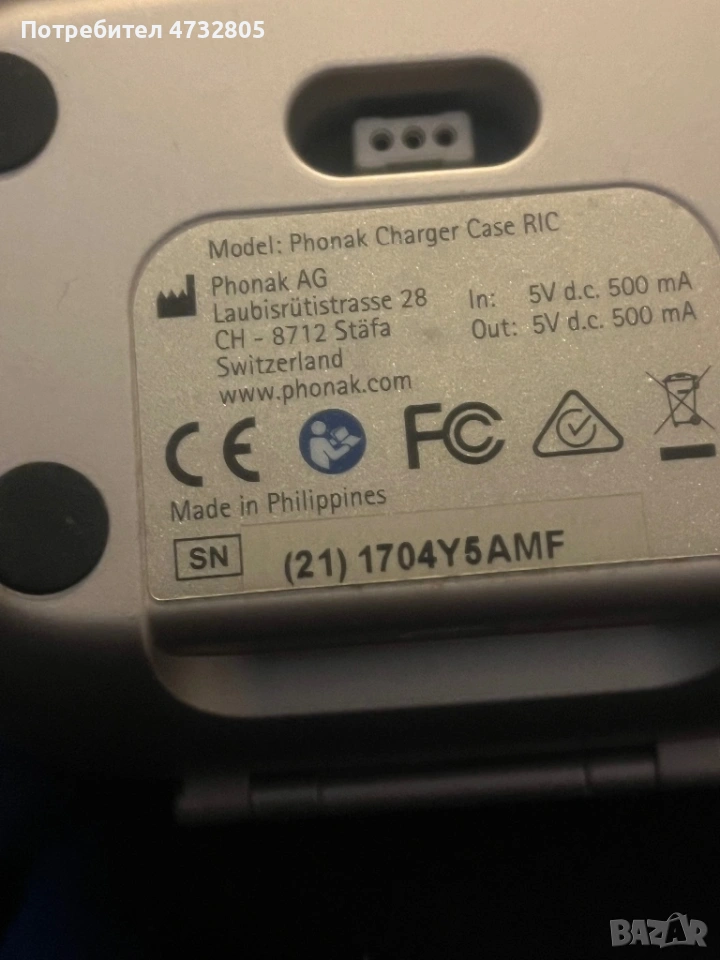 Потребител 4732805
Model: Phonak Charger Case RIC
Phonak AG
Laubisrütistrasse 28
CH - 8712 Stäfa
Switzerland
www.phonak.com
In: 5V d.c. 500 mA
Out: 5V d.c. 500 mA
CE FC
Made in Philippines
SN (21) 1704Y5AMF
BAZAR